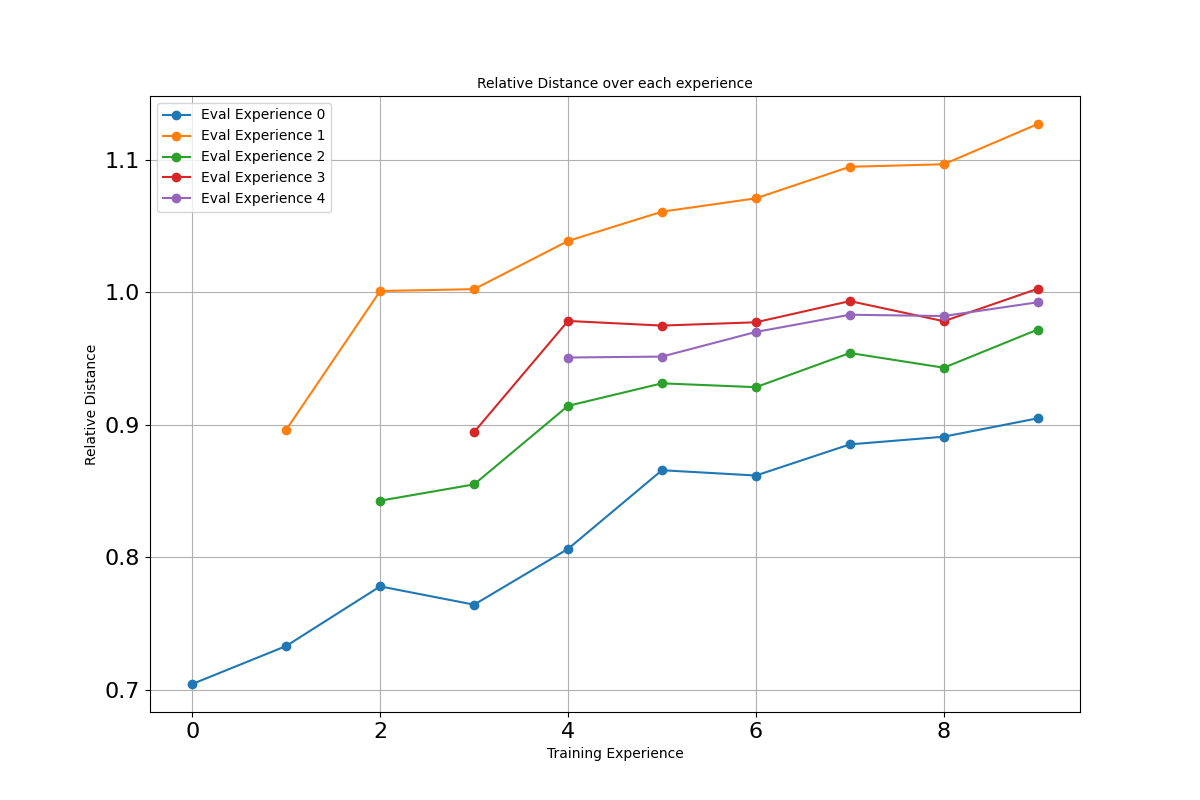 Relative Distance over each experience
Eval Experience 0
Eval Experience 1
Eval Experience 2
Eval Experience 3
Eval Experience 4
1.1
1.0
0.9
0.8
0.7
Relative Distance
0 2 4 6 8
Training Experience